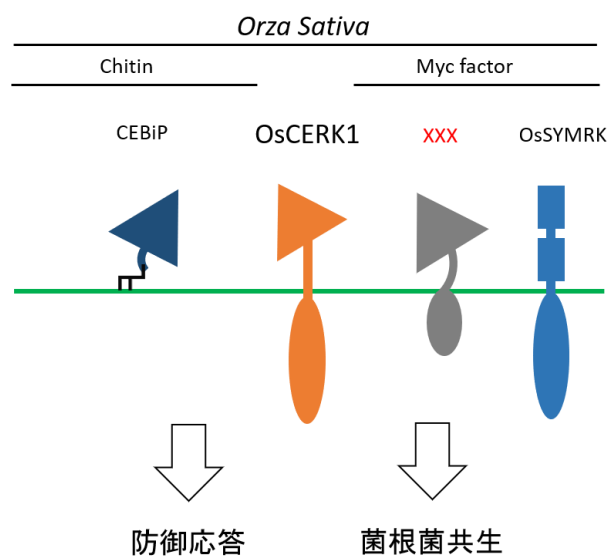 Orza Sativa
Chitin
Myc factor
CEBiP
OsCERK1
XXX
OsSYMRK
防御応答
菌根菌共生